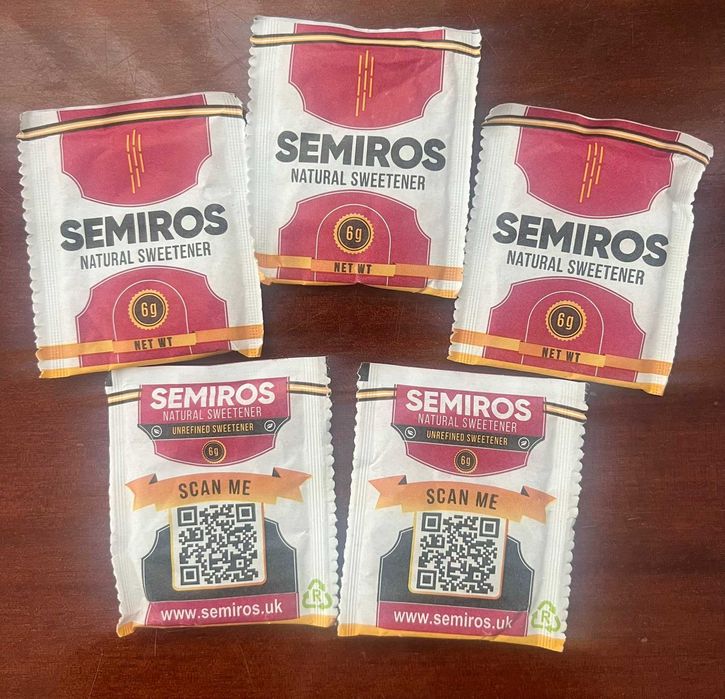 SEMIROS
NATURAL SWEETENER
6g
NET WT
SEMIROS
NATURAL SWEETENER
6g
NET WT
SEMIROS
NATURAL SWEETENER
6g
NET WT
SEMIROS
NATURAL SWEETENER
UNREFINED SWEETENER
6g
SCAN ME
R
www.semiros.uk
SEMIROS
NATURAL SWEETENER
UNREFINED SWEETENER
6g
SCAN ME
R
www.semiros.uk